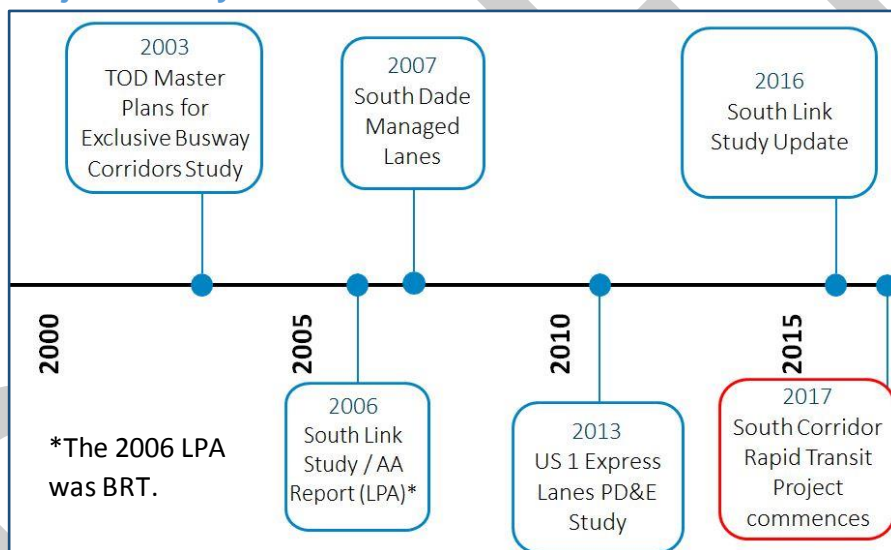 2003
TOD Master
Plans for
Exclusive Busway
Corridors Study
2007
South Dade
Managed
Lanes
2016
South Link
Study Update
2000
2005
2010
2015
*The 2006 LPA
was BRT.
2006
South Link
Study / AA
Report (LPA)*
2013
US 1 Express
Lanes PD&E
Study
2017
South Corridor
Rapid Transit
Project
commences